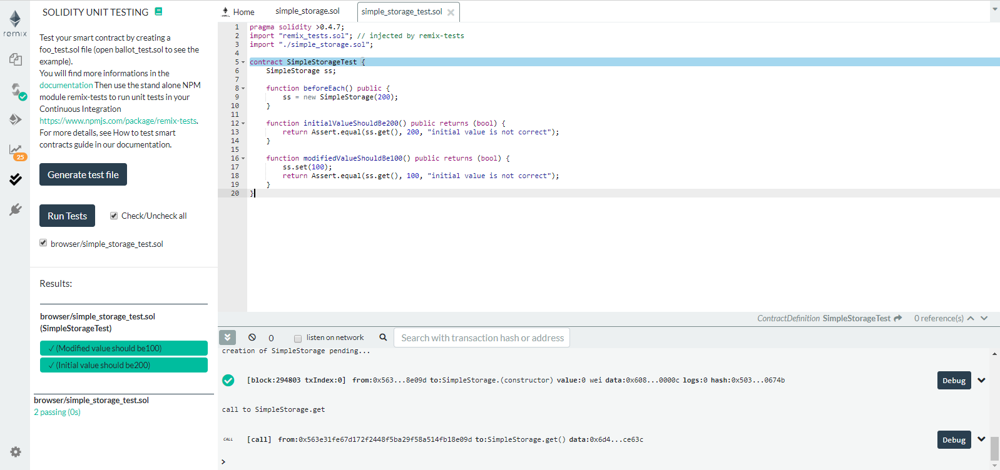 remix
25
SOLIDITY UNIT TESTING
Test your smart contract by creating a
foo_test.sol file (open ballot_test.sol to see the
example).
You will find more informations in the
documentation Then use the stand alone NPM
module remix-tests to run unit tests in your
Continuous Integration
https://www.npmjs.com/package/remix-tests.
For more details, see How to test smart
contracts guide in our documentation.
Generate test file
Run Tests
Check/Uncheck all
browser/simple_storage_test.sol
Results:
browser/simple_storage_test.sol
(SimpleStorageTest)
✓ (Modified value should be100)
✓ (Initial value should be200)
browser/simple_storage_test.sol
2 passing (0s)
Home simple_storage.sol simple_storage_test.sol
1 pragma solidity >0.4.7;
2 import "remix_tests.sol"; // injected by remix-tests
3 import "./simple_storage.sol";
4
5 contract SimpleStorageTest {
6 SimpleStorage ss;
7
8 function beforeEach() public {
9 ss = new SimpleStorage(200);
10 }
11
12 function initialValueShouldBe200() public returns (bool) {
13 return Assert.equal(ss.get(), 200, "initial value is not correct");
14 }
15
16 function modifiedValueShouldBe100() public returns (bool) {
17 ss.set(100);
18 return Assert.equal(ss.get(), 100, "initial value is not correct");
19 }
20 }
ContractDefinition SimpleStorageTest 0 reference(s)
0 listen on network Search with transaction hash or address
creation of SimpleStorage pending...
[block:294803 txIndex:0] from:0x563...8e09d to:SimpleStorage.(constructor) value:0 wei data:0x608...0000c logs:0 hash:0x503...0674b Debug
call to SimpleStorage.get
CALL [call] from:0x563e31fe67d172f2448f5ba29f58a514fb18e09d to:SimpleStorage.get() data:0x6d4...ce63c Debug
>